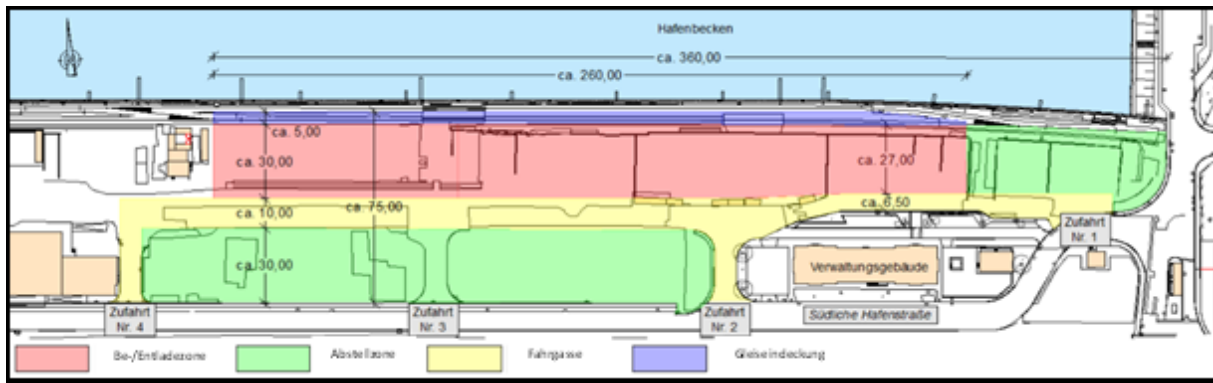 Hafenbecken
ca. 360,00
ca. 260,00
ca. 5,00
ca. 30,00
ca. 27,00
ca. 75,00
ca. 10,00
ca. 6,50
Zufahrt
Nr. 1
ca. 30,00
Verwaltungsgebäude
Zufahrt
Nr. 4
Zufahrt
Nr. 3
Zufahrt
Nr. 2
Südliche Hafenstraße
Be-/Entladezone
Abstellzone
Fahrgasse
Gleiseindeckung